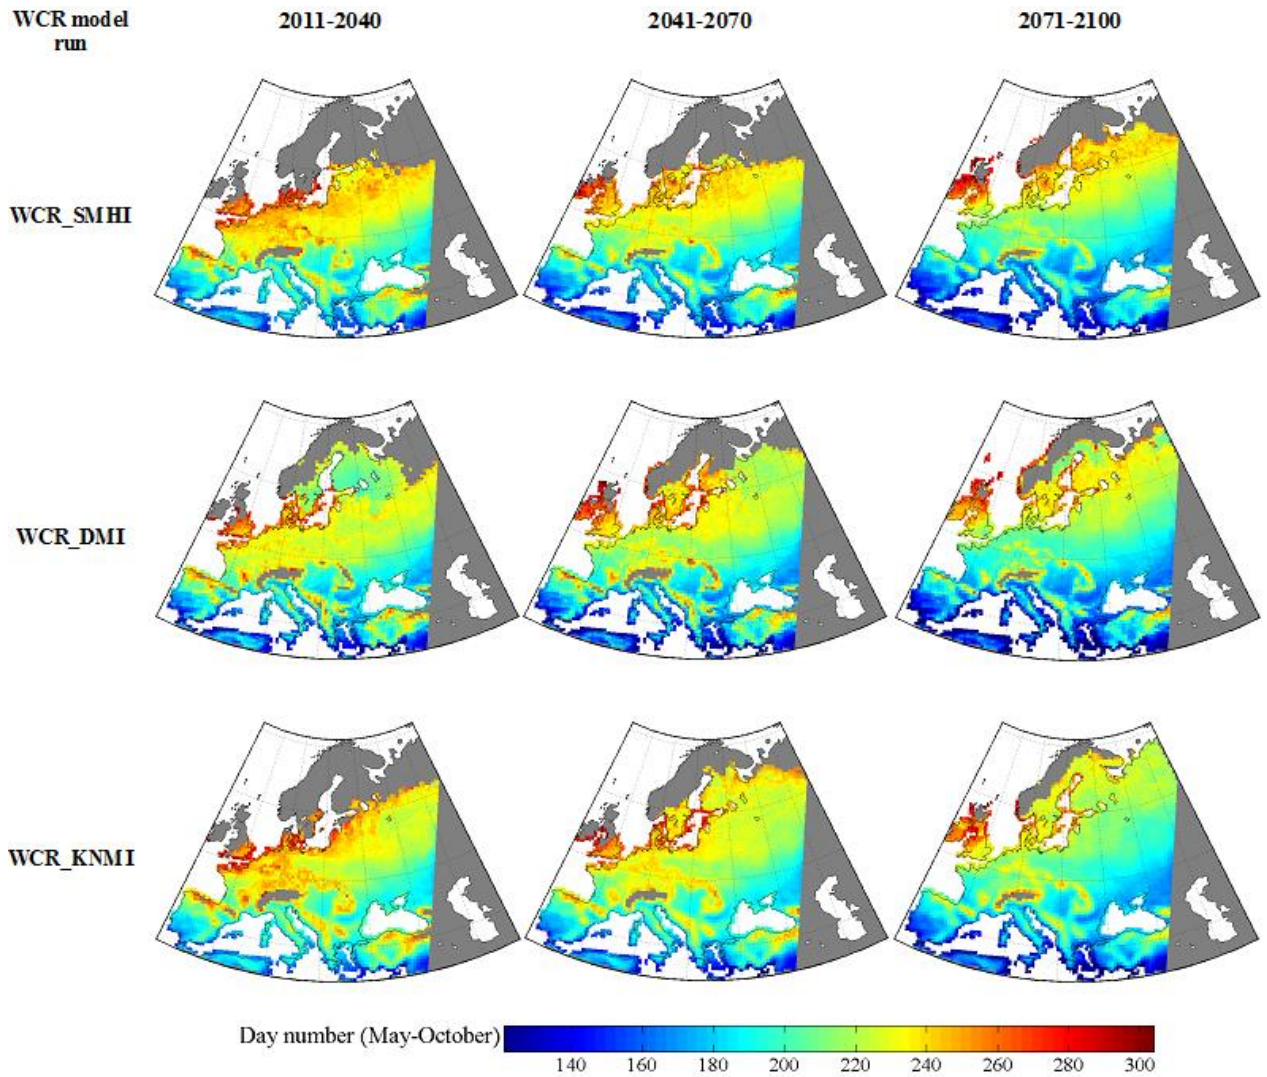 WCR model
run
2011-2040
2041-2070
2071-2100
WCR_SMHI
WCR_DMI
WCR_KNMI
Day number (May-October)
140 160 180 200 220 240 260 280 300